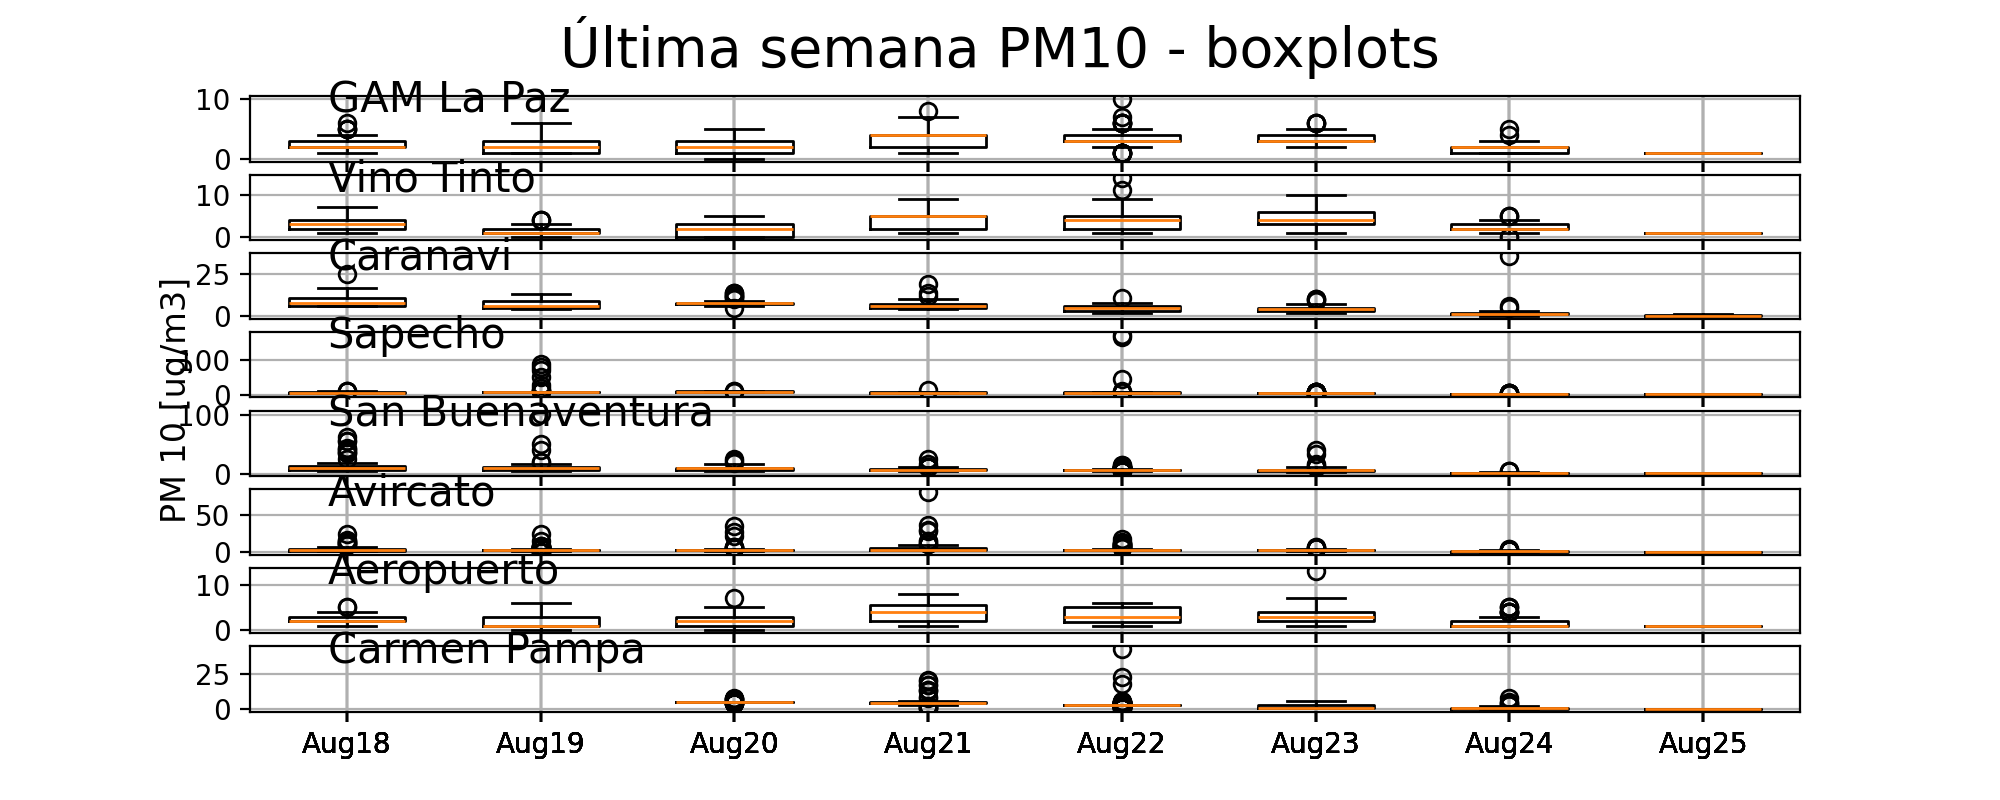 Última semana PM10 - boxplots
PM 10 [ug/m3]
GAM La Paz
10
0
Vino Tinto
10
0
Caranavi
25
0
Sapecho
100
0
San Buenaventura
100
0
Avircato
50
0
Aeropuerto
10
0
Carmen Pampa
25
0
Aug18 Aug19 Aug20 Aug21 Aug22 Aug23 Aug24 Aug25